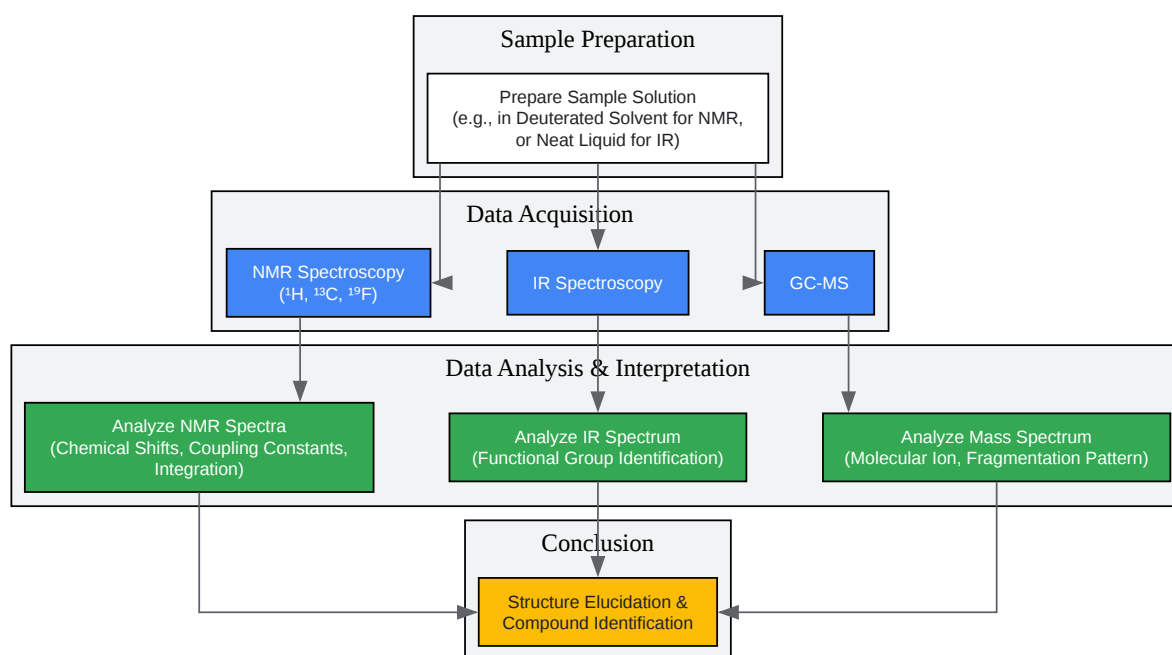 Sample Preparation
Prepare Sample Solution
(e.g., in Deuterated Solvent for NMR,
or Neat Liquid for IR)
Data Acquisition
NMR Spectroscopy
(¹H, ¹³C, ¹⁹F)
IR Spectroscopy
GC-MS
Data Analysis & Interpretation
Analyze NMR Spectra
(Chemical Shifts, Coupling Constants,
Integration)
Analyze IR Spectrum
(Functional Group Identification)
Analyze Mass Spectrum
(Molecular Ion, Fragmentation Pattern)
Conclusion
Structure Elucidation &
Compound Identification